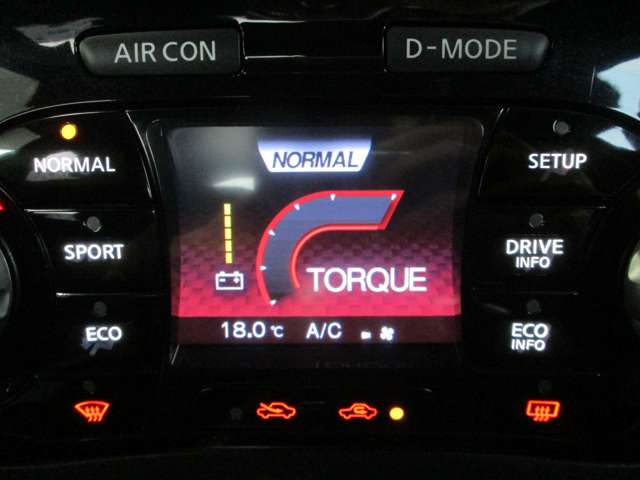 AIR CON
D-MODE
NORMAL
NORMAL
SETUP
SPORT
DRIVE
INFO
TORQUE
ECO
18.0 ℃ A/C
ECO
INFO